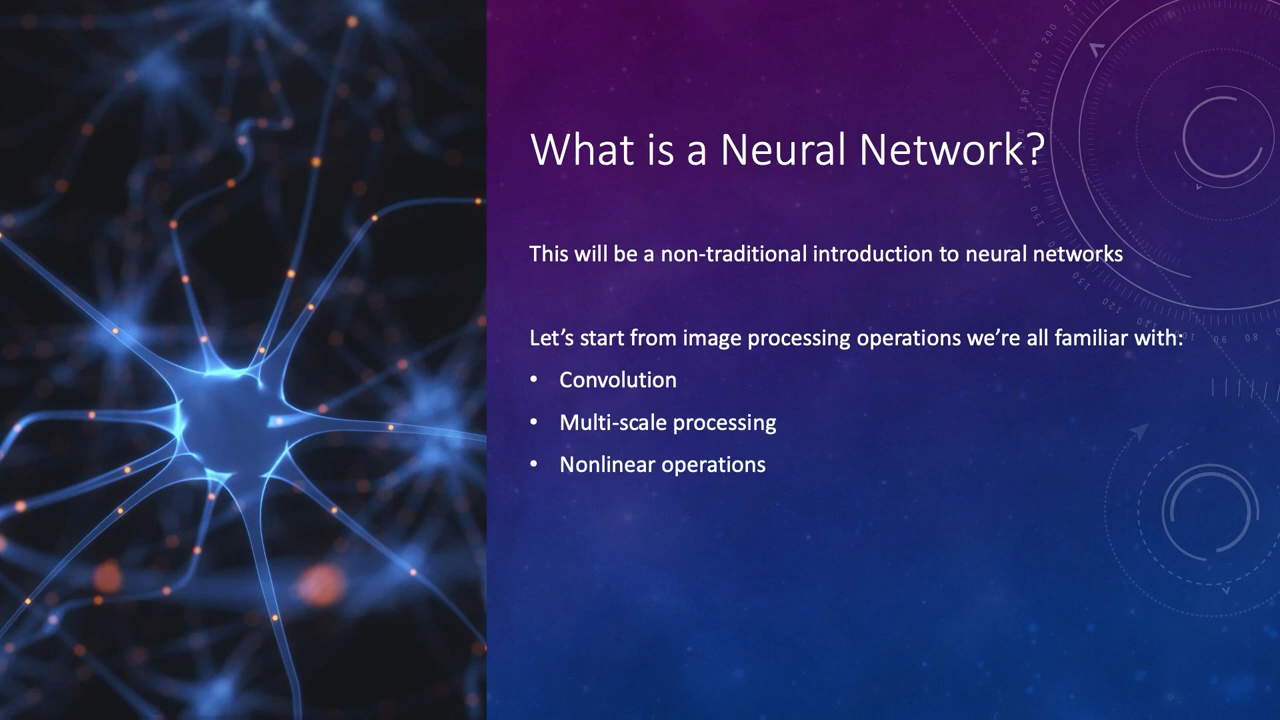 What is a Neural Network?
This will be a non-traditional introduction to neural networks
Let’s start from image processing operations we’re all familiar with:
• Convolution
• Multi-scale processing
• Nonlinear operations